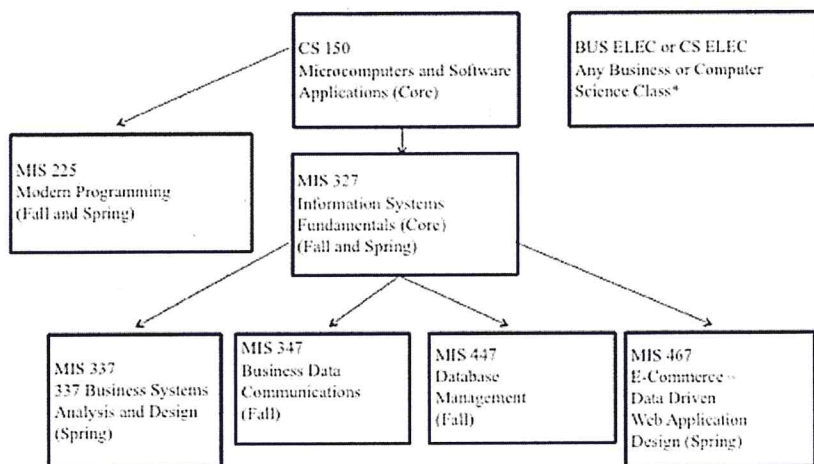 CS 150
Microcomputers and Software
Applications (Core)
BUS ELEC or CS ELEC
Any Business or Computer
Science Class*
MIS 225
Modern Programming
(Fall and Spring)
MIS 327
Information Systems
Fundamentals (Core)
(Fall and Spring)
MIS 337
337 Business Systems
Analysis and Design
(Spring)
MIS 347
Business Data
Communications
(Fall)
MIS 447
Database
Management
(Fall)
MIS 467
E-Commerce –
Data Driven
Web Application
Design (Spring)